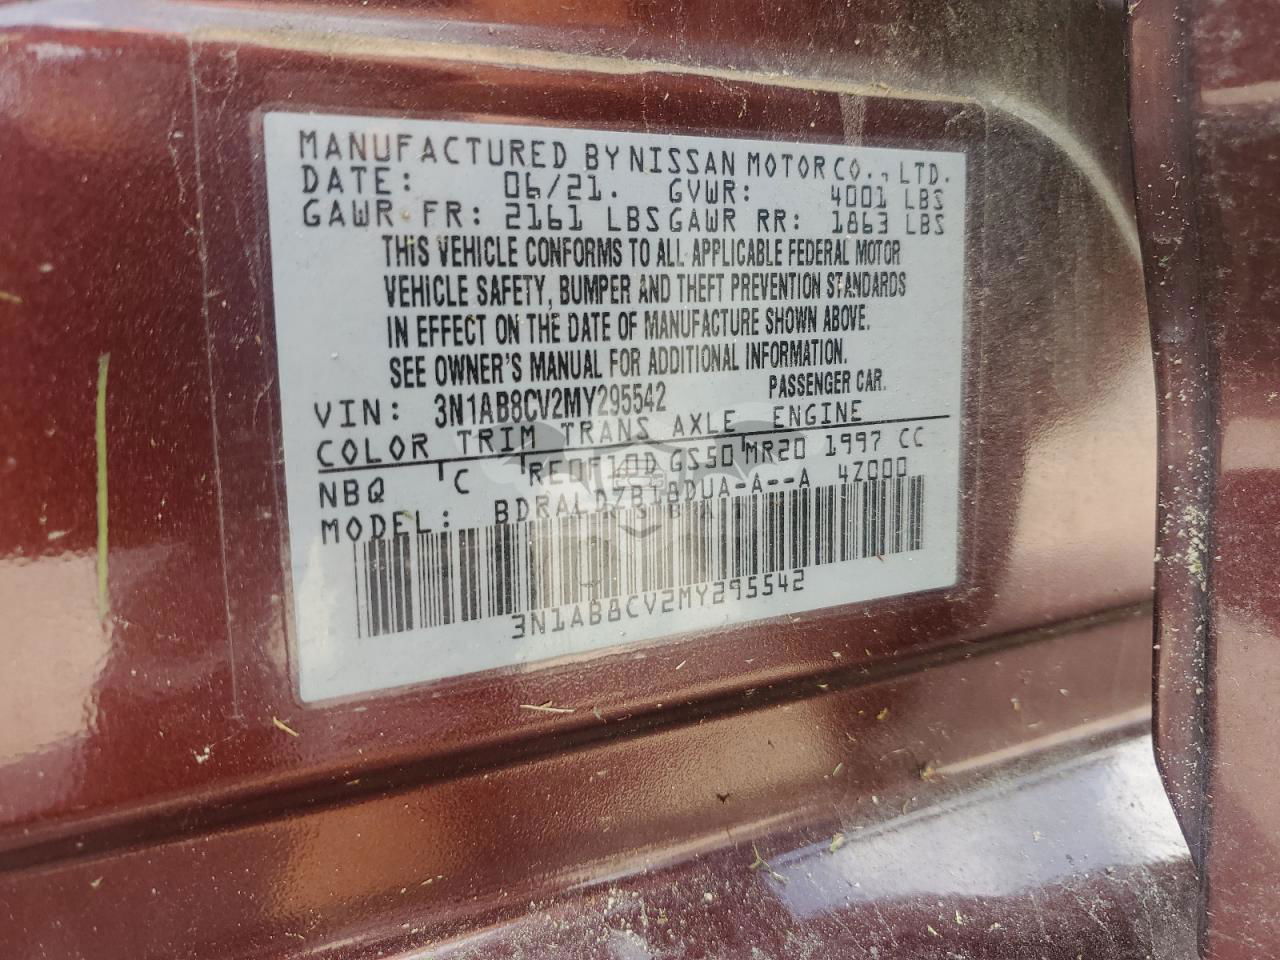 MANUFACTURED BY NISSAN MOTOR CO., LTD.
DATE: 06/21. GVWR: 4001 LBS
GAWR FR: 2161 LBS GAWR RR: 1863 LBS
THIS VEHICLE CONFORMS TO ALL APPLICABLE FEDERAL MOTOR
VEHICLE SAFETY, BUMPER AND THEFT PREVENTION STANDARDS
IN EFFECT ON THE DATE OF MANUFACTURE SHOWN ABOVE.
SEE OWNER'S MANUAL FOR ADDITIONAL INFORMATION.
VIN: 3N1AB8CV2MY295542 PASSENGER CAR.
COLOR TRIM TRANS AXLE ENGINE
NBQ C RE0F10D GS50 MR20 1997 CC
MODEL: 4Z000
3N1AB8CV2MY295542